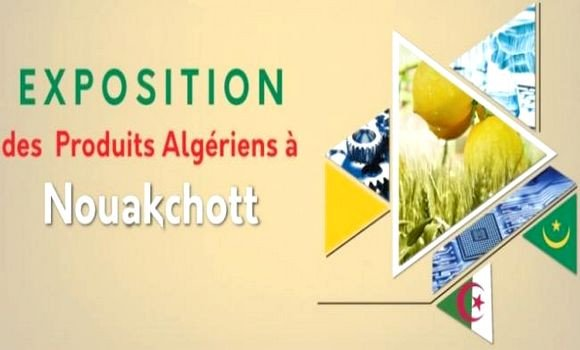 EXPOSITION
des Produits Algériens à
Nouakchott